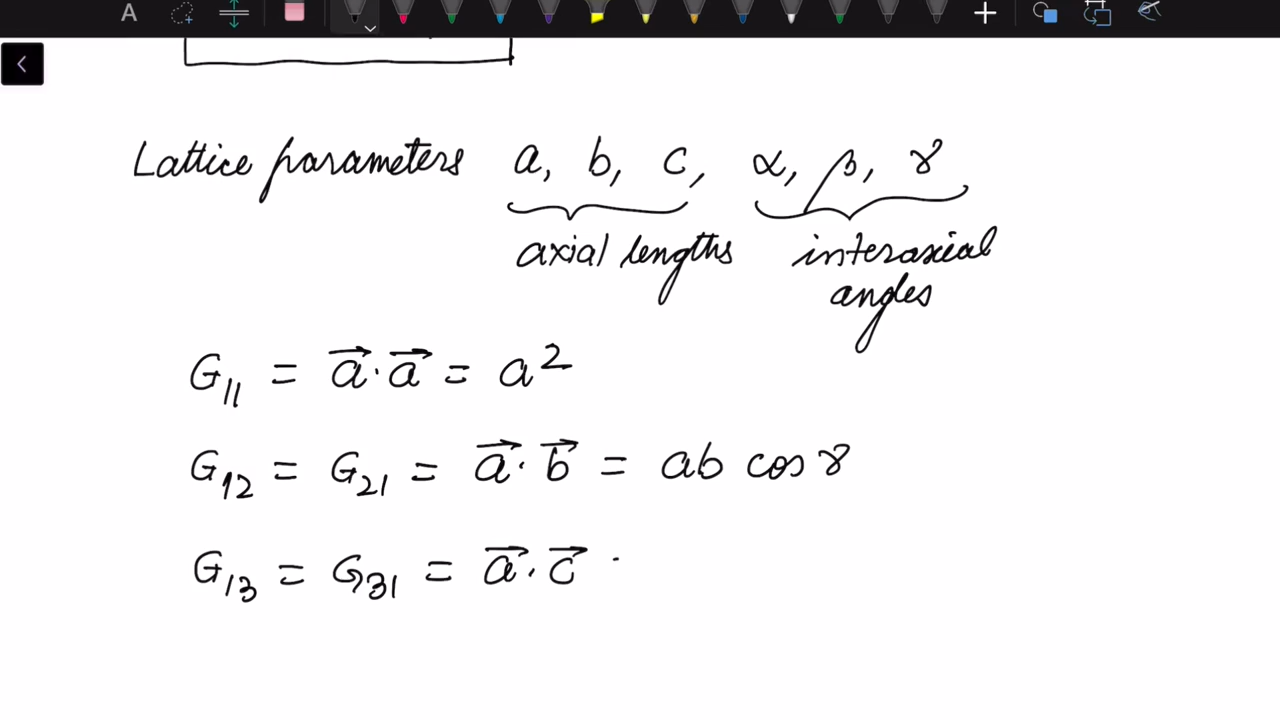 A
Lattice parameters a, b, c, α, β, γ
axial lengths interaxial
angles
G₁₁ = a⃗·a⃗ = a²
G₁₂ = G₂₁ = a⃗·b⃗ = ab cos γ
G₁₃ = G₃₁ = a⃗·c⃗